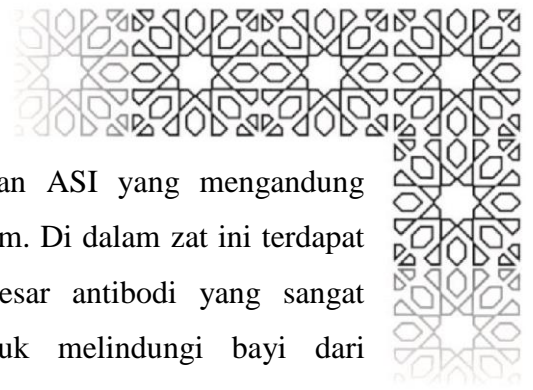 an ASI yang mengandung
m. Di dalam zat ini terdapat
esar antibodi yang sangat
uk melindungi bayi dari